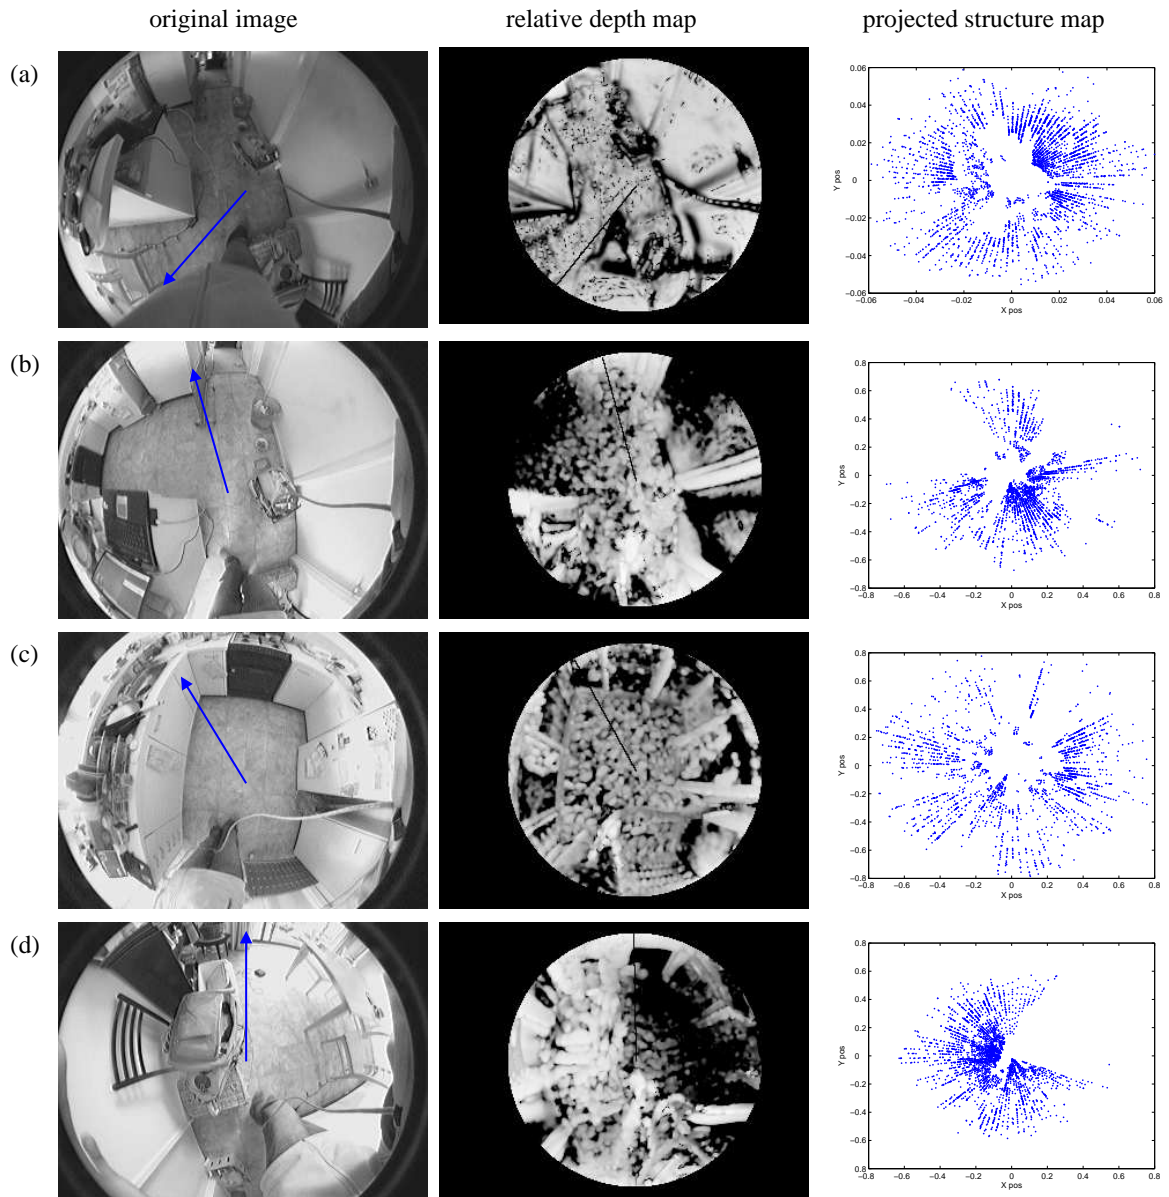 original image relative depth map projected structure map
(a)
0.06
0.04
0.02
0
−0.02
−0.04
−0.06
Y pos
−0.06 −0.04 −0.02 0 0.02 0.04 0.06
X pos
(b)
0.8
0.6
0.4
0.2
0
−0.2
−0.4
−0.6
−0.8
Y pos
−0.8 −0.6 −0.4 −0.2 0 0.2 0.4 0.6 0.8
X pos
(c)
0.8
0.6
0.4
0.2
0
−0.2
−0.4
−0.6
0.8
Y pos
−0.8 −0.6 −0.4 −0.2 0 0.2 0.4 0.6 0.8
X pos
(d)
0.8
0.6
0.4
0.2
0
−0.2
−0.4
−0.6
0.8
Y pos
−0.8 −0.6 −0.4 −0.2 0 0.2 0.4 0.6 0.8
X pos